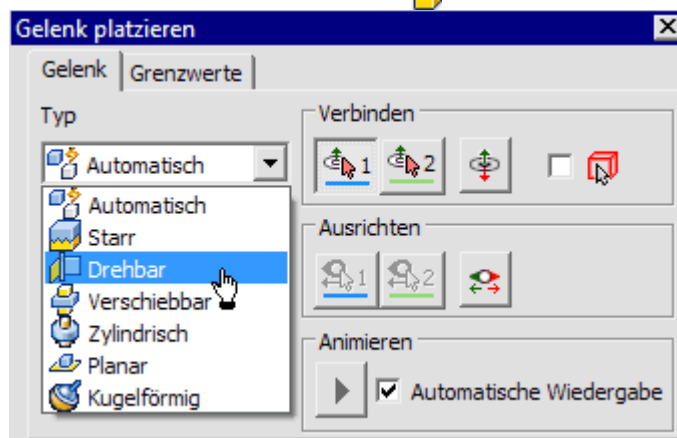 Gelenk platzieren
Gelenk
Grenzwerte
Typ
Automatisch
Automatisch
Starr
Drehbar
Verschiebbar
Zylindrisch
Planar
Kugelförmig
Verbinden
1
2
Ausrichten
1
2
Animieren
Automatische Wiedergabe